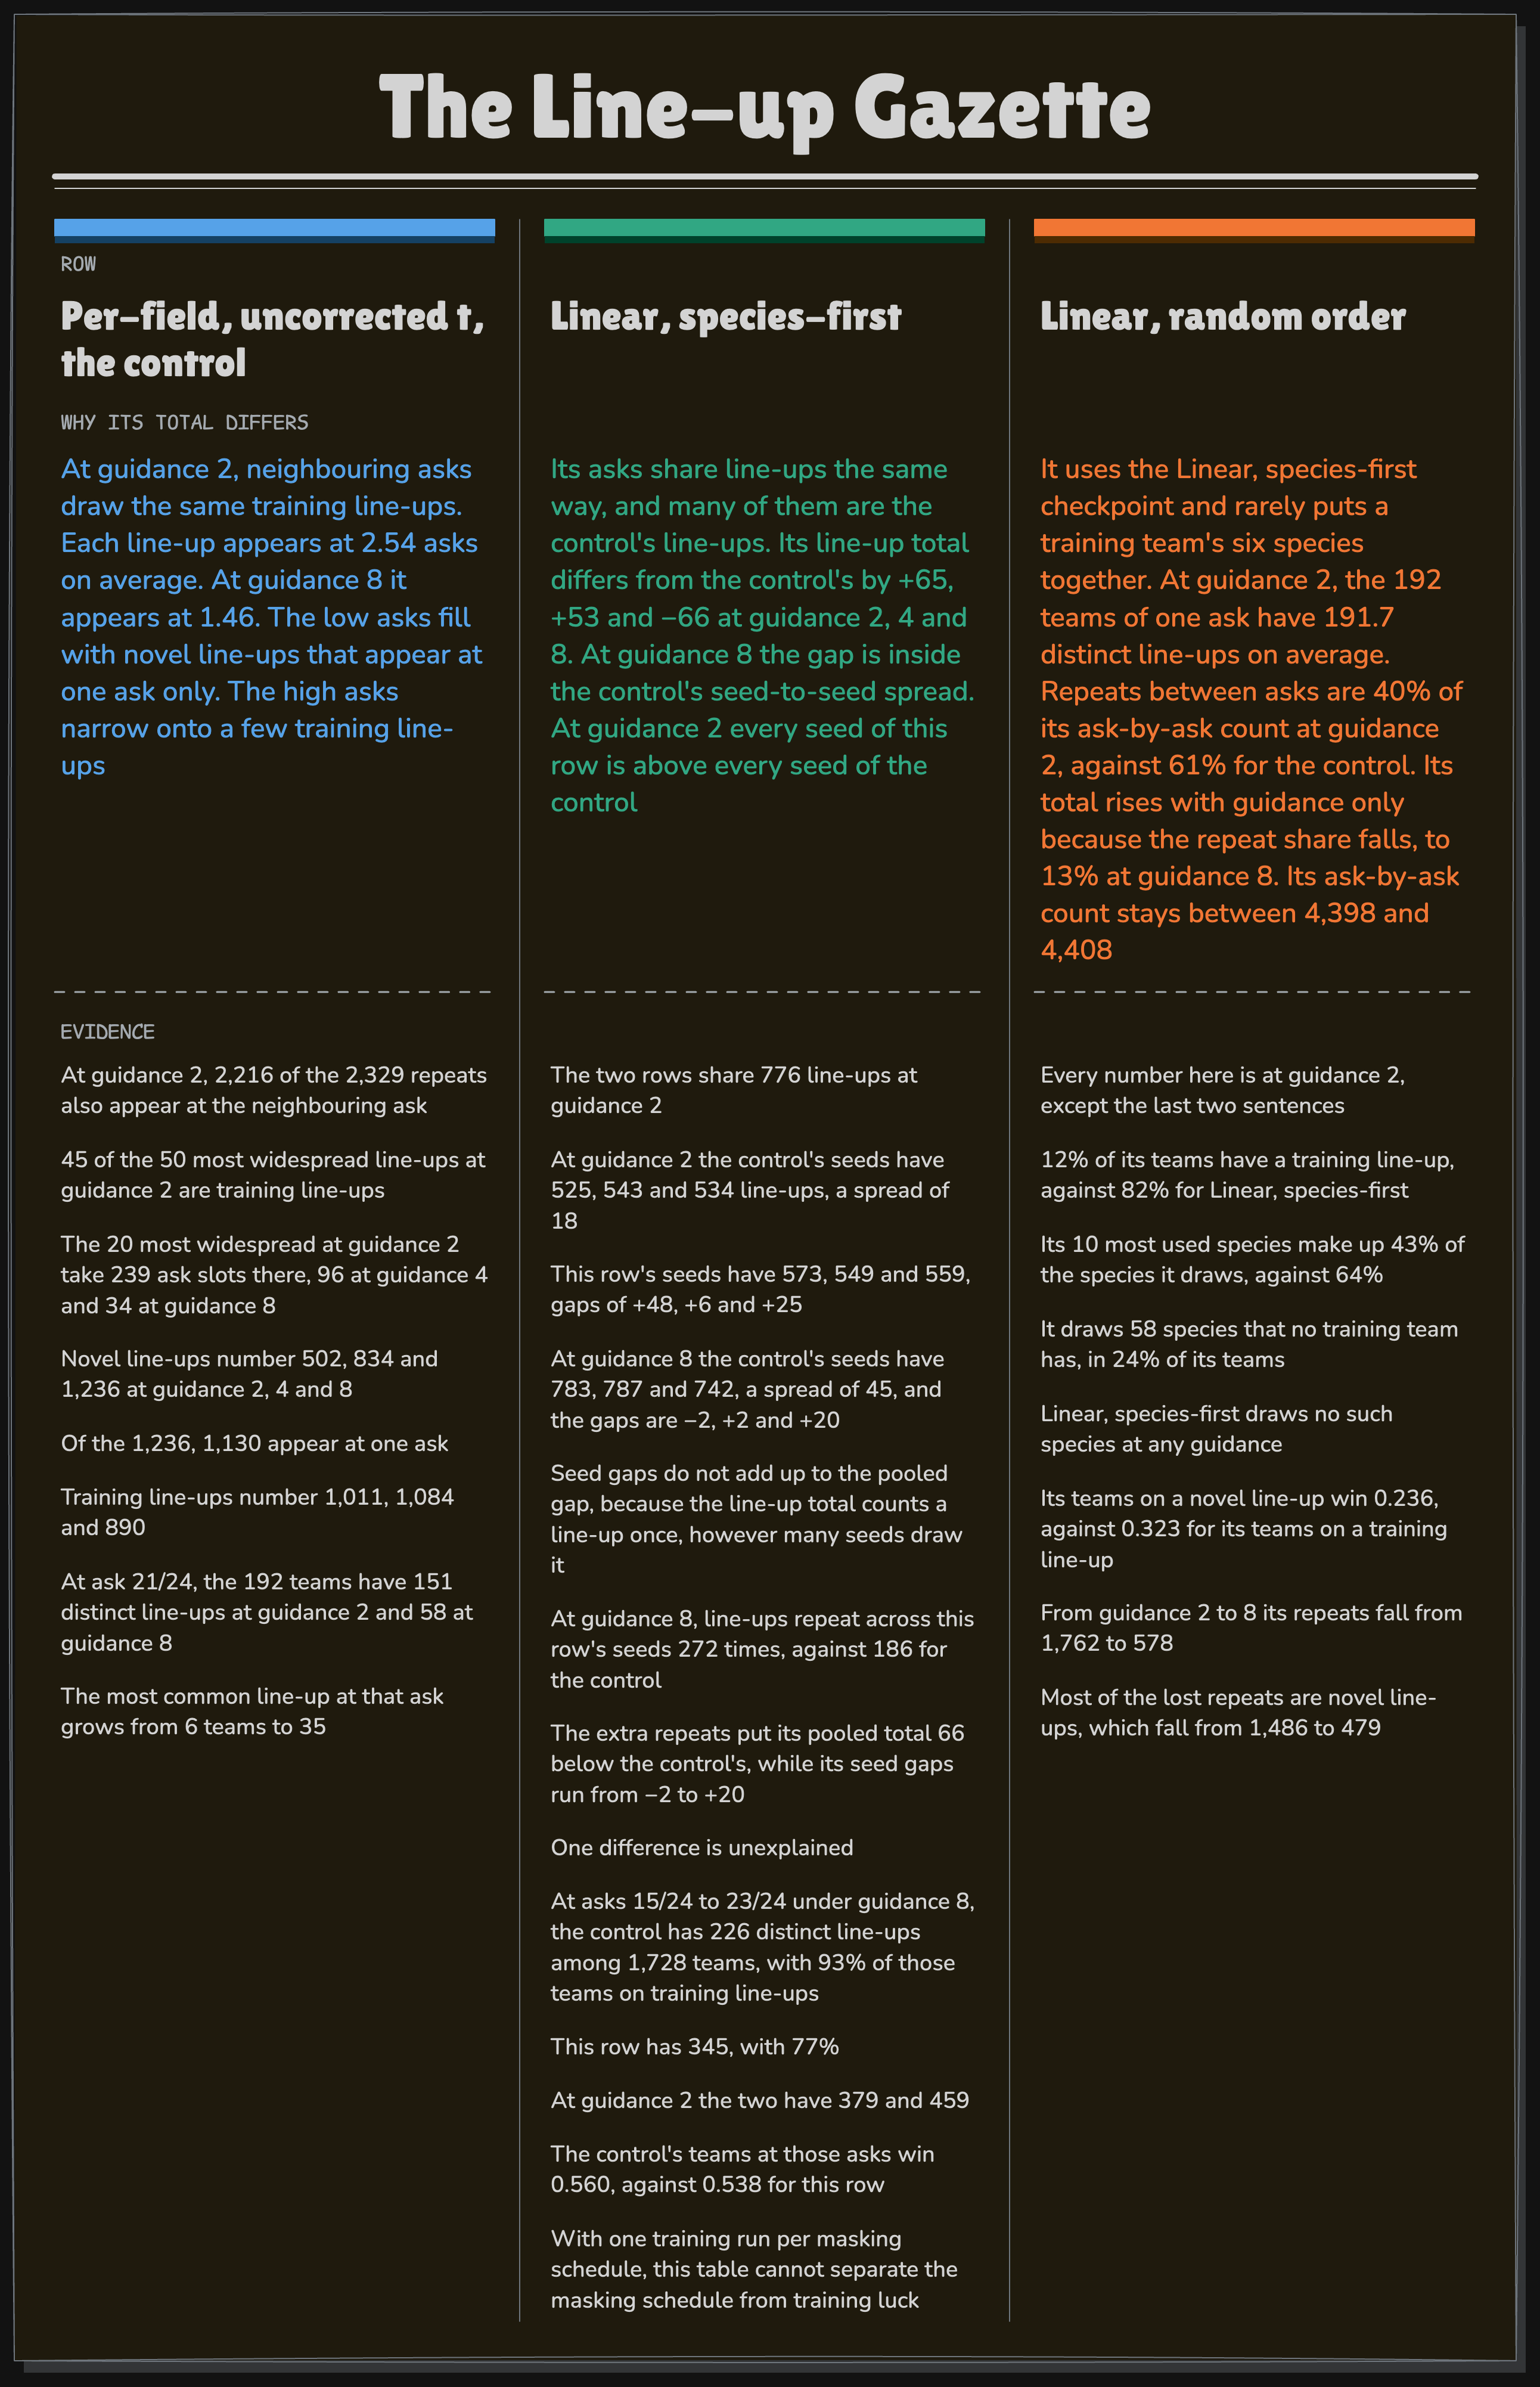 The Line-up Gazette
ROW
Per-field, uncorrected t,
the control
WHY ITS TOTAL DIFFERS
At guidance 2, neighbouring asks
draw the same training line-ups.
Each line-up appears at 2.54 asks
on average. At guidance 8 it
appears at 1.46. The low asks fill
with novel line-ups that appear at
one ask only. The high asks
narrow onto a few training line-
ups
EVIDENCE
At guidance 2, 2,216 of the 2,329 repeats
also appear at the neighbouring ask
45 of the 50 most widespread line-ups at
guidance 2 are training line-ups
The 20 most widespread at guidance 2
take 239 ask slots there, 96 at guidance 4
and 34 at guidance 8
Novel line-ups number 502, 834 and
1,236 at guidance 2, 4 and 8
Of the 1,236, 1,130 appear at one ask
Training line-ups number 1,011, 1,084
and 890
At ask 21/24, the 192 teams have 151
distinct line-ups at guidance 2 and 58 at
guidance 8
The most common line-up at that ask
grows from 6 teams to 35
Linear, species-first
Its asks share line-ups the same
way, and many of them are the
control's line-ups. Its line-up total
differs from the control's by +65,
+53 and −66 at guidance 2, 4 and
8. At guidance 8 the gap is inside
the control's seed-to-seed spread.
At guidance 2 every seed of this
row is above every seed of the
control
The two rows share 776 line-ups at
guidance 2
At guidance 2 the control's seeds have
525, 543 and 534 line-ups, a spread of
18
This row's seeds have 573, 549 and 559,
gaps of +48, +6 and +25
At guidance 8 the control's seeds have
783, 787 and 742, a spread of 45, and
the gaps are −2, +2 and +20
Seed gaps do not add up to the pooled
gap, because the line-up total counts a
line-up once, however many seeds draw
it
At guidance 8, line-ups repeat across this
row's seeds 272 times, against 186 for
the control
The extra repeats put its pooled total 66
below the control's, while its seed gaps
run from −2 to +20
One difference is unexplained
At asks 15/24 to 23/24 under guidance 8,
the control has 226 distinct line-ups
among 1,728 teams, with 93% of those
teams on training line-ups
This row has 345, with 77%
At guidance 2 the two have 379 and 459
The control's teams at those asks win
0.560, against 0.538 for this row
With one training run per masking
schedule, this table cannot separate the
masking schedule from training luck
Linear, random order
It uses the Linear, species-first
checkpoint and rarely puts a
training team's six species
together. At guidance 2, the 192
teams of one ask have 191.7
distinct line-ups on average.
Repeats between asks are 40% of
its ask-by-ask count at guidance
2, against 61% for the control. Its
total rises with guidance only
because the repeat share falls, to
13% at guidance 8. Its ask-by-ask
count stays between 4,398 and
4,408
Every number here is at guidance 2,
except the last two sentences
12% of its teams have a training line-up,
against 82% for Linear, species-first
Its 10 most used species make up 43% of
the species it draws, against 64%
It draws 58 species that no training team
has, in 24% of its teams
Linear, species-first draws no such
species at any guidance
Its teams on a novel line-up win 0.236,
against 0.323 for its teams on a training
line-up
From guidance 2 to 8 its repeats fall from
1,762 to 578
Most of the lost repeats are novel line-
ups, which fall from 1,486 to 479